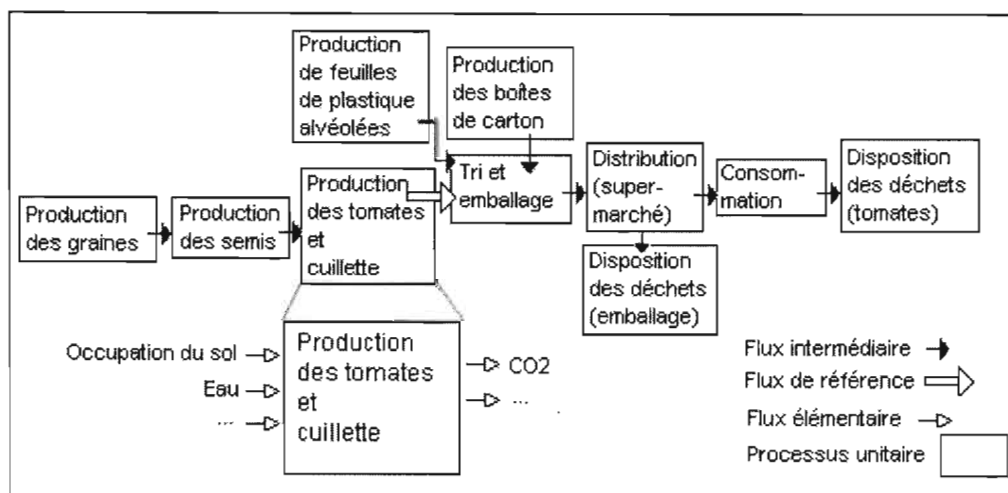 Production
de feuilles
de plastique
alvéolées
Production
des boîtes
de carton
Production
des graines
Production
des semis
Production
des tomates
et
cuillette
Tri et
emballage
Distribution
(super-
marché)
Consom-
mation
Disposition
des déchets
(tomates)
Disposition
des déchets
(emballage)
Occupation du sol
Eau
...
Production
des tomates
et
cuillette
CO2
...
Flux intermédiaire
Flux de référence
Flux élémentaire
Processus unitaire